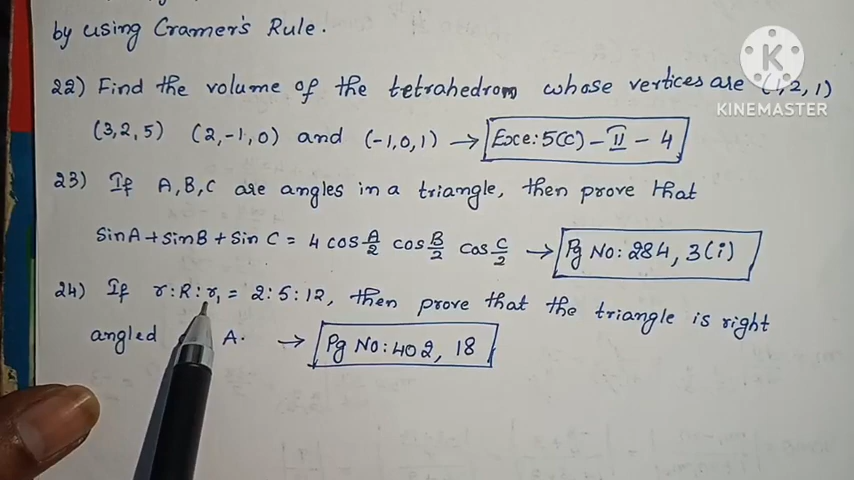 by using Cramer's Rule.
K
KINEMASTER
22) Find the volume of the tetrahedron whose vertices are (1,2,1)
(3,2,5) (2,-1,0) and (-1,0,1) → Exce: 5(C) - II - 4
23) If A,B,C are angles in a triangle, then prove that
sinA+sinB+sin C = 4 cos A/2 cos B/2 cos C/2 → Pg No: 284, 3(i)
24) If r:R:r₁ = 2:5:12, then prove that the triangle is right
angled A. → Pg No: 402, 18